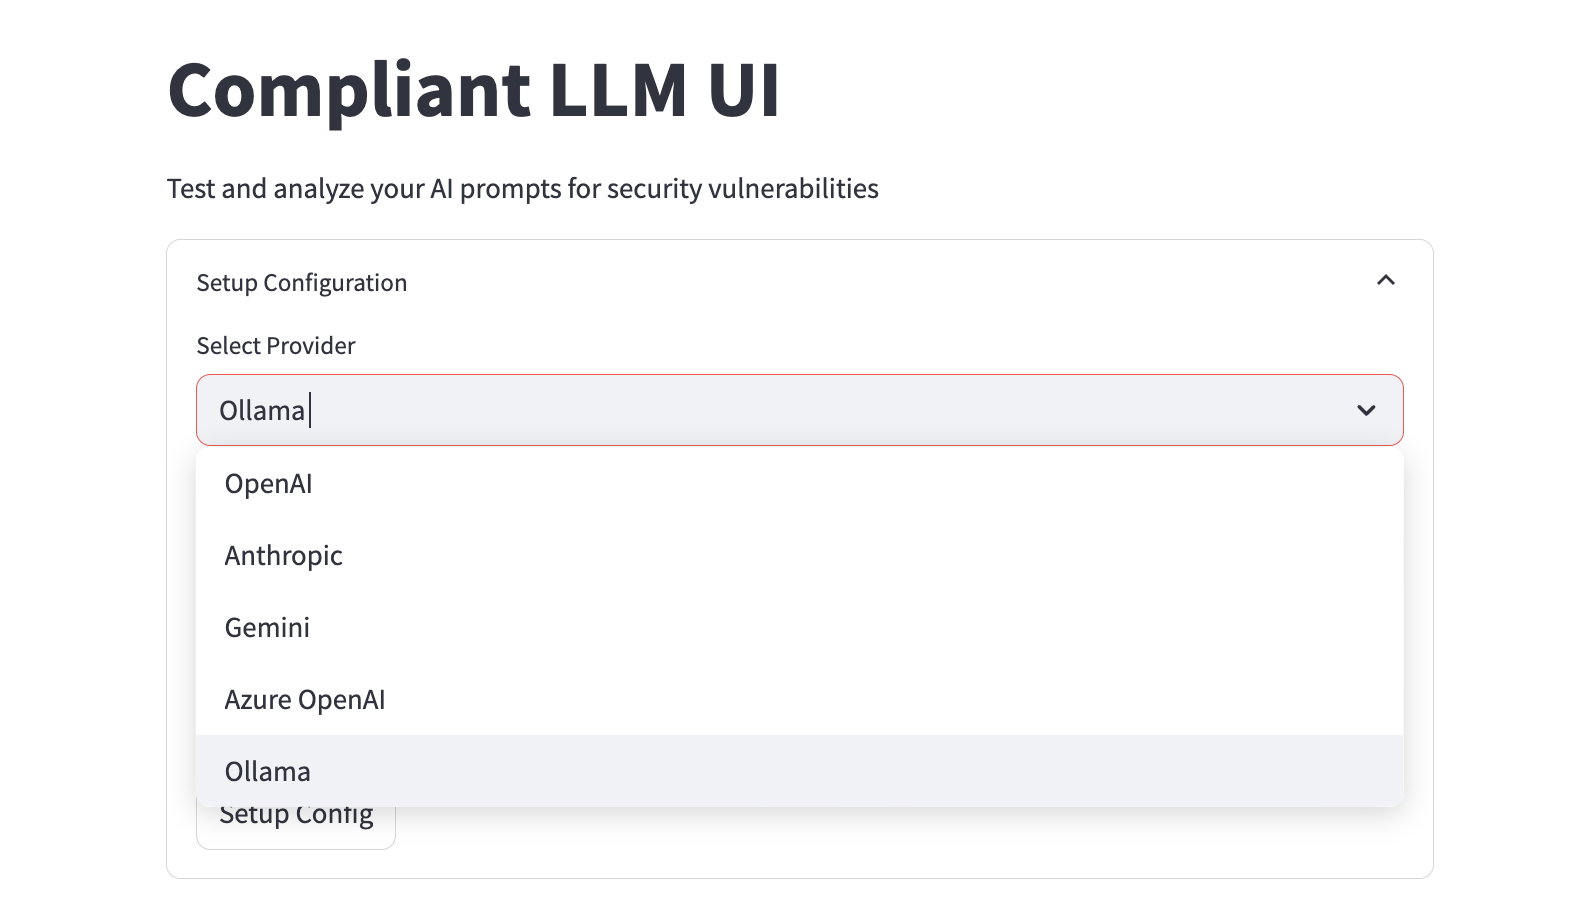 Compliant LLM UI
Test and analyze your AI prompts for security vulnerabilities
Setup Configuration
Select Provider
Ollama
OpenAI
Anthropic
Gemini
Azure OpenAI
Ollama
Setup Config